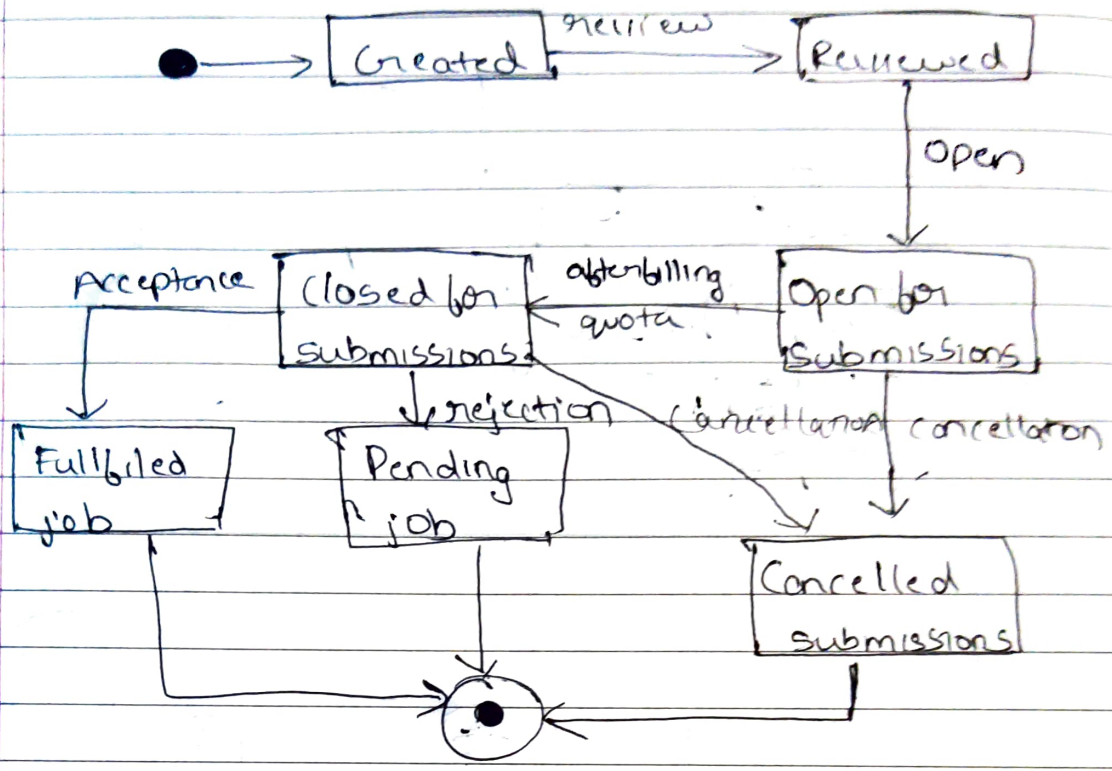 review
Created
Reviewed
Open
Acceptance
Closed for
submissions
after filling
quota
Open for
submissions
rejection
Cancellation
cancellation
Fullfiled
job
Pending
job
Cancelled
submissions